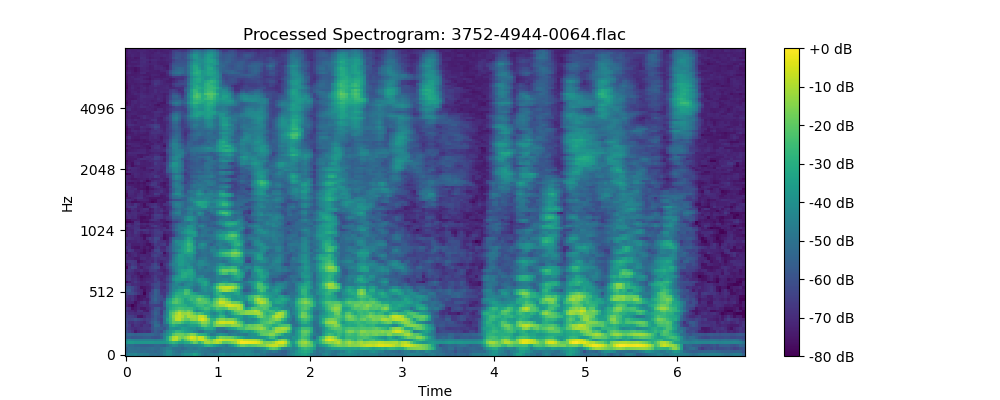 Processed Spectrogram: 3752-4944-0064.flac
Hz
4096
2048
1024
512
0
0 1 2 3 4 5 6
Time
+0 dB
-10 dB
-20 dB
-30 dB
-40 dB
-50 dB
-60 dB
-70 dB
-80 dB